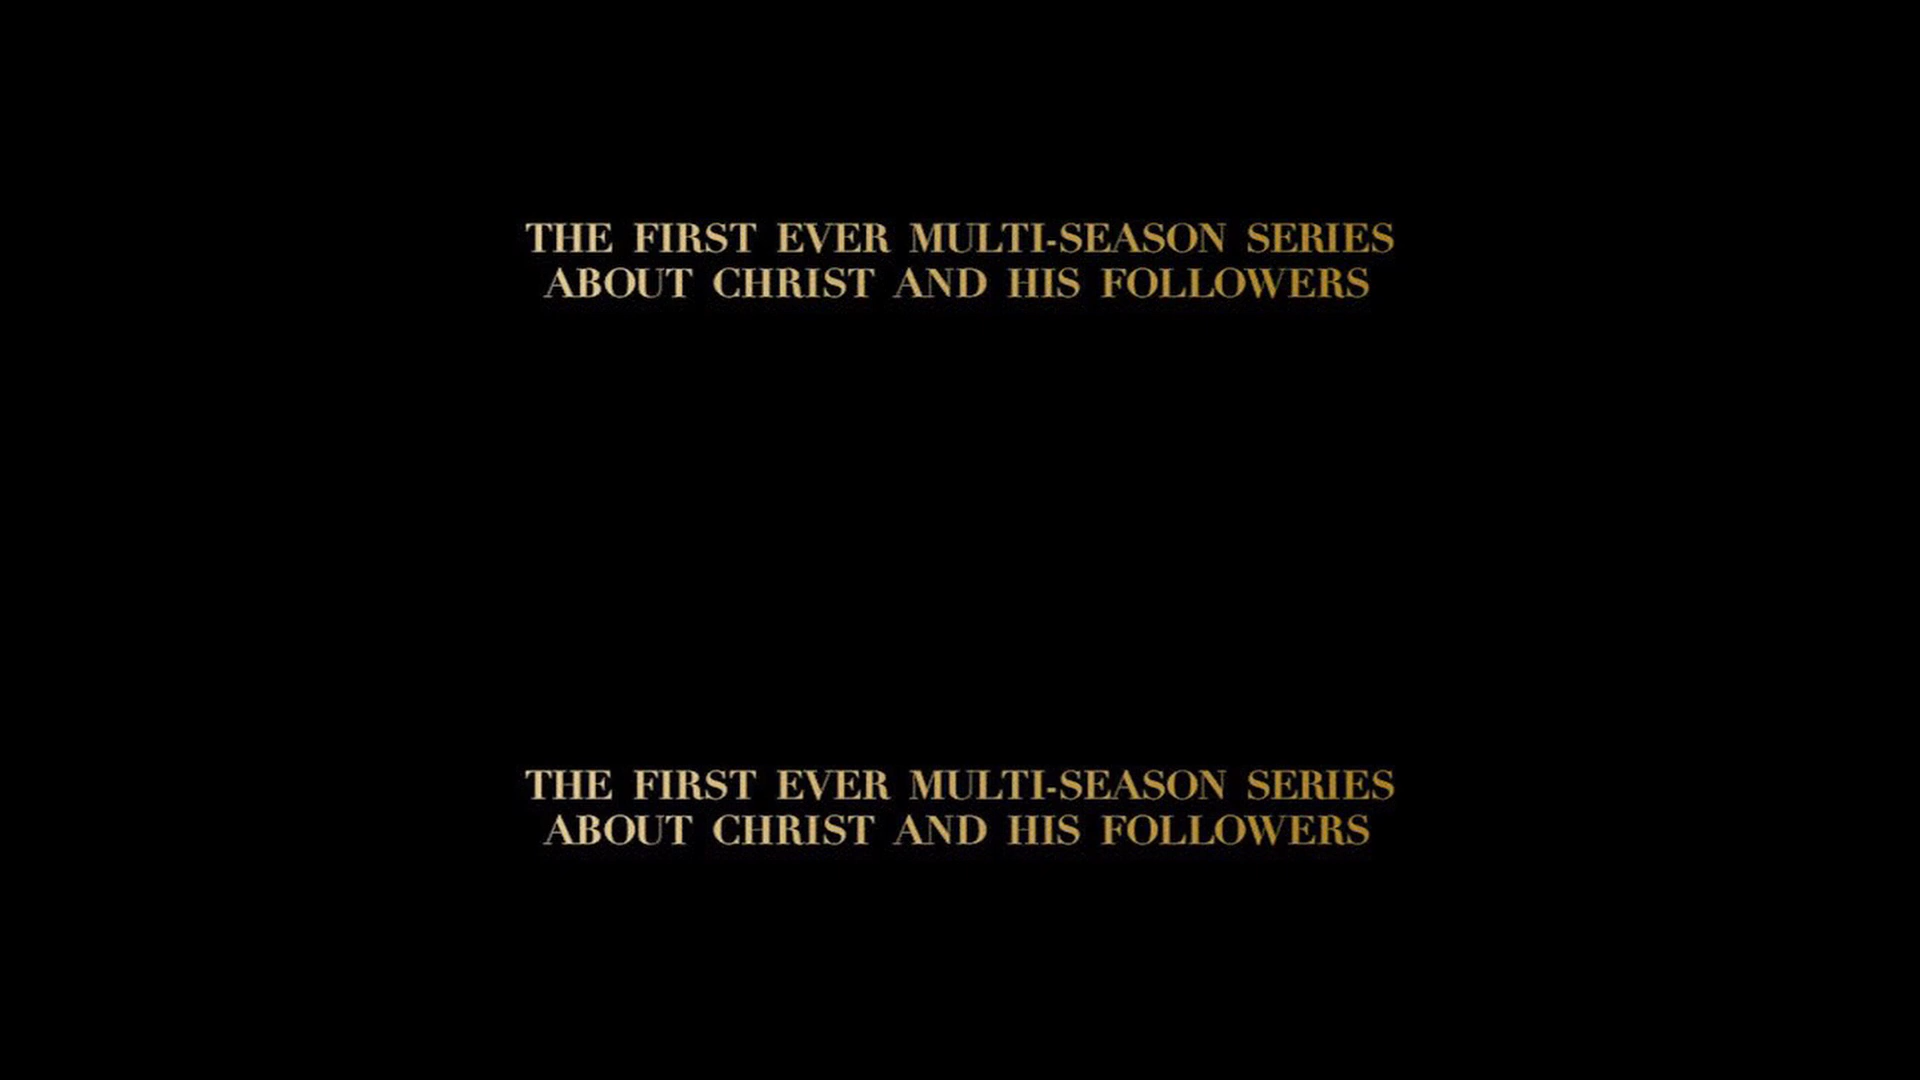 THE FIRST EVER MULTI-SEASON SERIES
ABOUT CHRIST AND HIS FOLLOWERS
THE FIRST EVER MULTI-SEASON SERIES
ABOUT CHRIST AND HIS FOLLOWERS